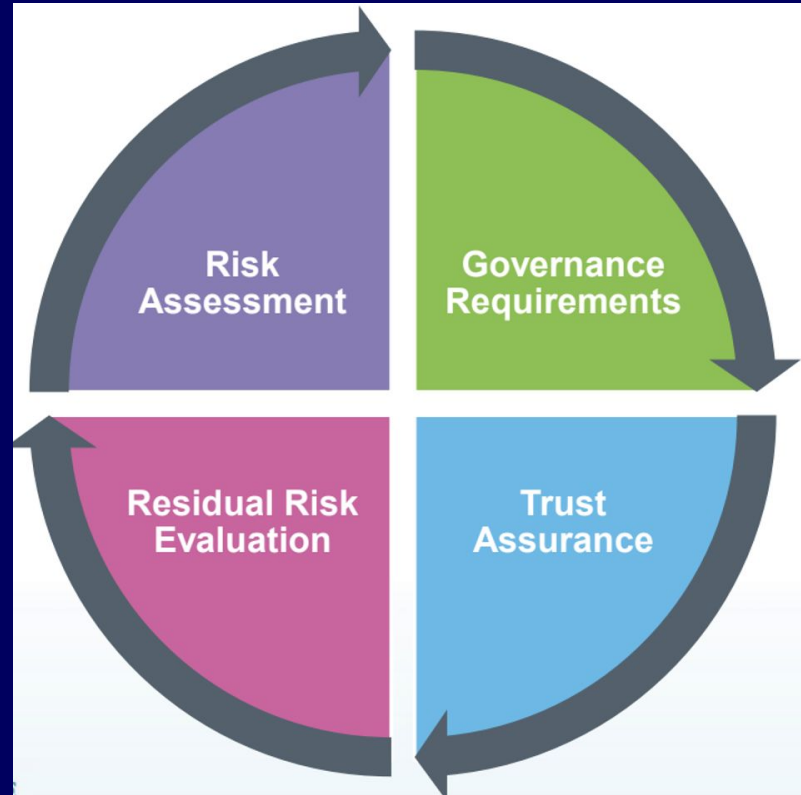 Risk
Assessment
Governance
Requirements
Residual Risk
Evaluation
Trust
Assurance